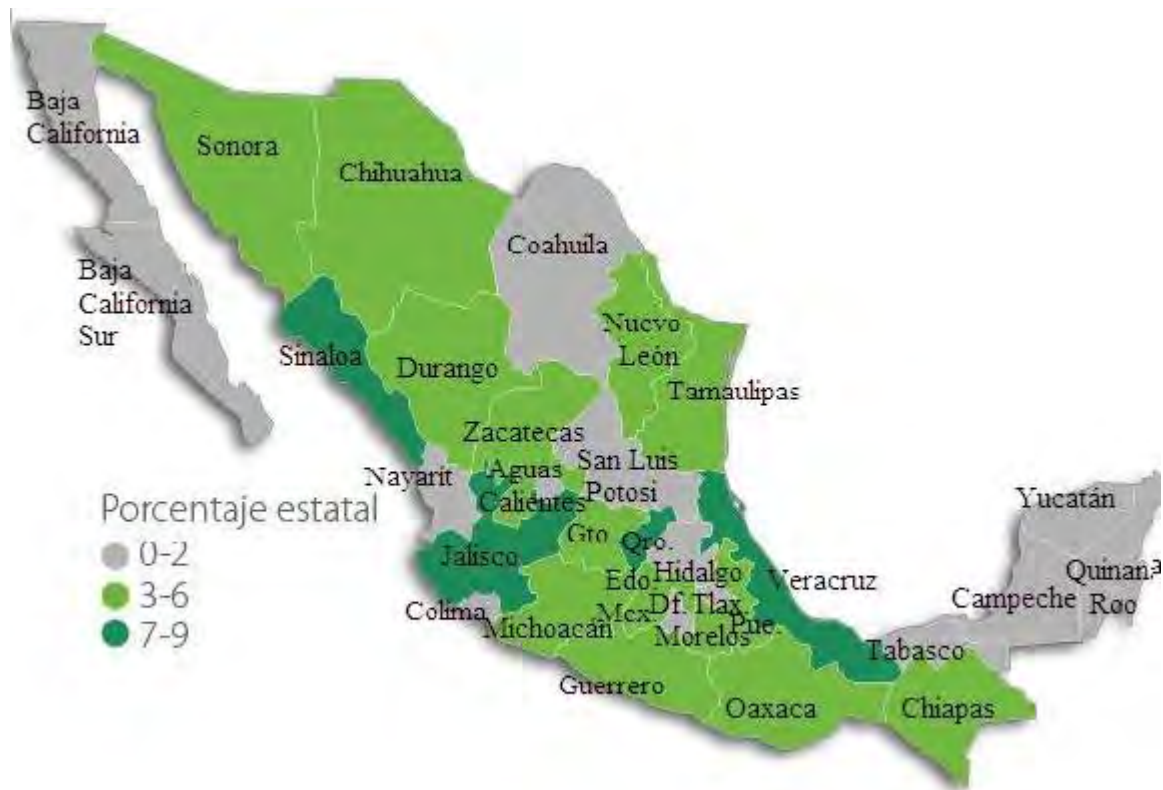 Baja
California
Sonora
Chihuahua
Coahuila
Baja
California
Sur
Sinaloa
Durango
Nuevo
León
Tamaulipas
Zacatecas
Nayarit
Aguas
Calientes
San Luis
Potosi
Yucatán
Porcentaje estatal
0-2
3-6
7-9
Jalisco
Gto
Qro.
Edo
Mex.
Hidalgo
Df. Tlax.
Morelos
Pue.
Veracruz
Campeche
Quinana
Roo
Colima
Michoacán
Tabasco
Guerrero
Oaxaca
Chiapas